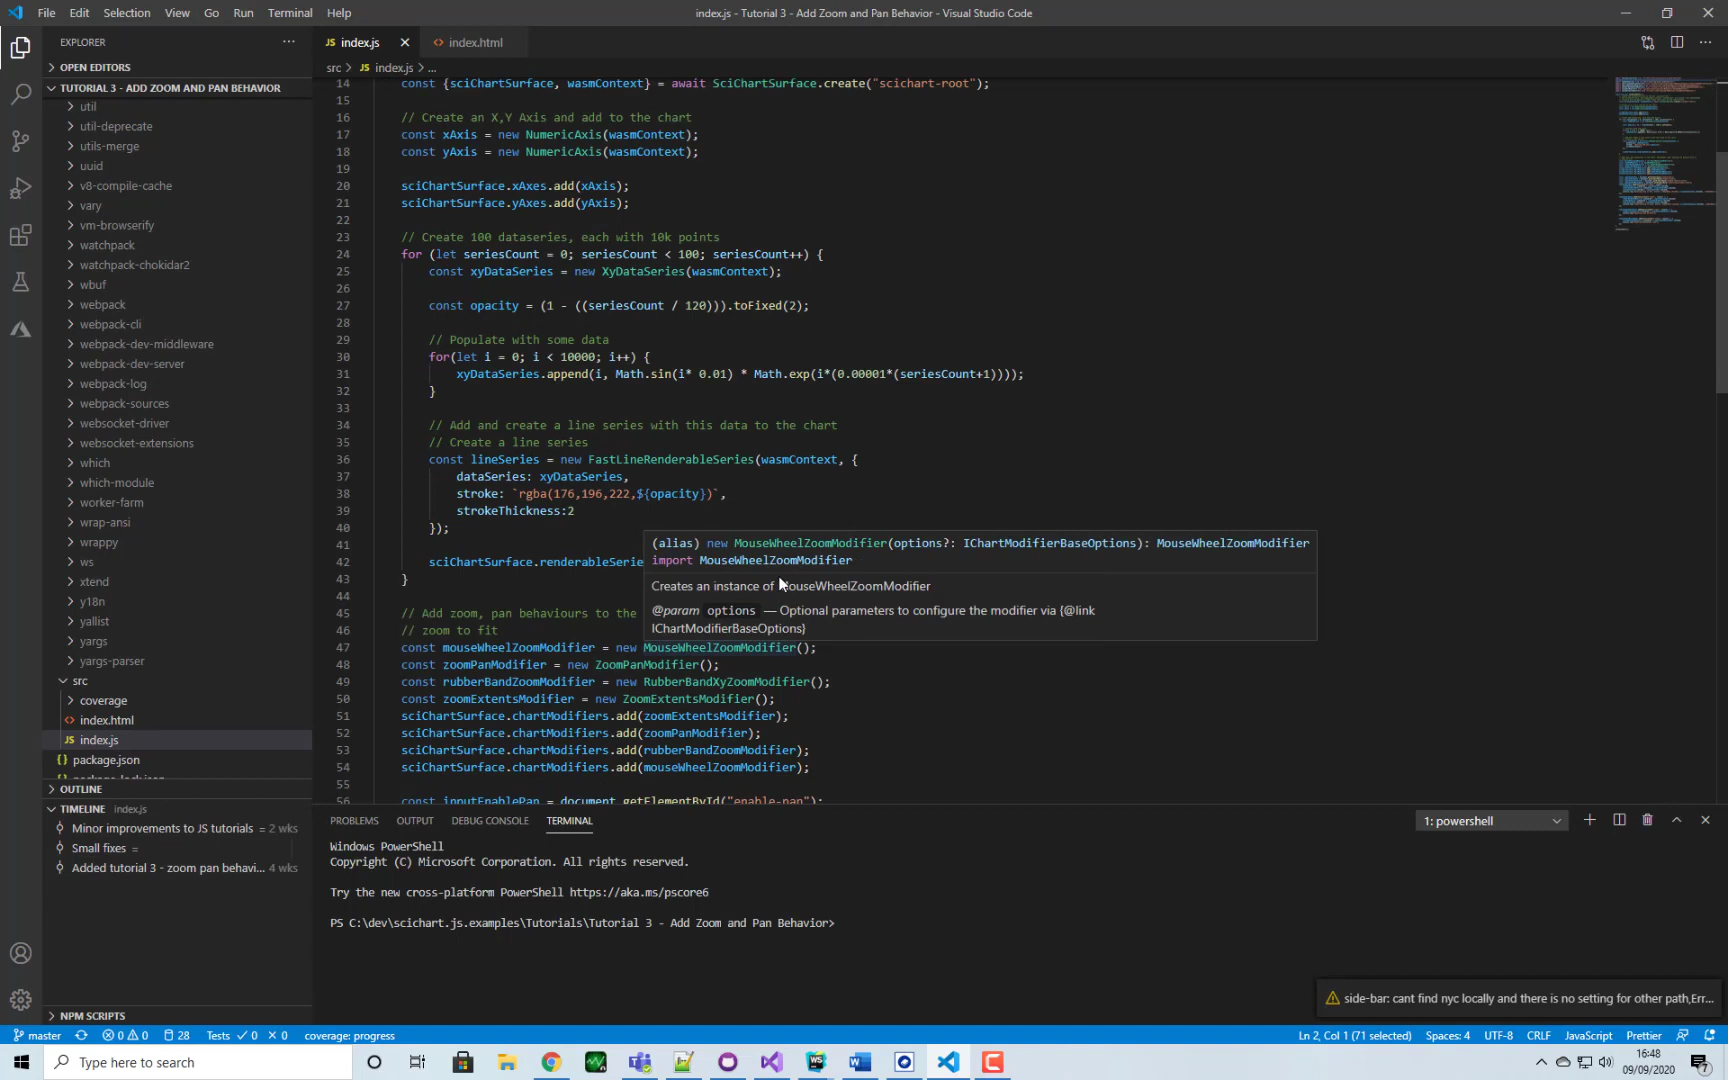 File Edit Selection View Go Run Terminal Help
index.js - Tutorial 3 - Add Zoom and Pan Behavior - Visual Studio Code
EXPLORER
OPEN EDITORS
TUTORIAL 3 - ADD ZOOM AND PAN BEHAVIOR
util
util-deprecate
utils-merge
uuid
v8-compile-cache
vary
vm-browserify
watchpack
watchpack-chokidar2
wbuf
webpack
webpack-cli
webpack-dev-middleware
webpack-dev-server
webpack-log
webpack-sources
websocket-driver
websocket-extensions
which
which-module
worker-farm
wrap-ansi
wrappy
ws
xtend
y18n
yallist
yargs
yargs-parser
src
coverage
index.html
JS index.js
package.json
OUTLINE
TIMELINE index.js
Minor improvements to JS tutorials = 2 wks
Small fixes =
Added tutorial 3 - zoom pan behavi... 4 wks
NPM SCRIPTS
JS index.js
index.html
src > JS index.js > ...
14 const {sciChartSurface, wasmContext} = await SciChartSurface.create("scichart-root");
15
16 // Create an X,Y Axis and add to the chart
17 const xAxis = new NumericAxis(wasmContext);
18 const yAxis = new NumericAxis(wasmContext);
19
20 sciChartSurface.xAxes.add(xAxis);
21 sciChartSurface.yAxes.add(yAxis);
22
23 // Create 100 dataseries, each with 10k points
24 for (let seriesCount = 0; seriesCount < 100; seriesCount++) {
25 const xyDataSeries = new XyDataSeries(wasmContext);
26
27 const opacity = (1 - ((seriesCount / 120))).toFixed(2);
28
29 // Populate with some data
30 for(let i = 0; i < 10000; i++) {
31 xyDataSeries.append(i, Math.sin(i* 0.01) * Math.exp(i*(0.00001*(seriesCount+1))));
32 }
33
34 // Add and create a line series with this data to the chart
35 // Create a line series
36 const lineSeries = new FastLineRenderableSeries(wasmContext, {
37 dataSeries: xyDataSeries,
38 stroke: `rgba(176,196,222,${opacity})`,
39 strokeThickness:2
40 });
41
42 sciChartSurface.renderableSerie
43 }
44
45 // Add zoom, pan behaviours to the
46 // zoom to fit
47 const mouseWheelZoomModifier = new MouseWheelZoomModifier();
48 const zoomPanModifier = new ZoomPanModifier();
49 const rubberBandZoomModifier = new RubberBandXyZoomModifier();
50 const zoomExtentsModifier = new ZoomExtentsModifier();
51 sciChartSurface.chartModifiers.add(zoomExtentsModifier);
52 sciChartSurface.chartModifiers.add(zoomPanModifier);
53 sciChartSurface.chartModifiers.add(rubberBandZoomModifier);
54 sciChartSurface.chartModifiers.add(mouseWheelZoomModifier);
55
56 const inputEnablePan = document.getElementById("enable-pan");
(alias) new MouseWheelZoomModifier(options?: IChartModifierBaseOptions): MouseWheelZoomModifier
import MouseWheelZoomModifier
Creates an instance of MouseWheelZoomModifier
@param options — Optional parameters to configure the modifier via {@link
IChartModifierBaseOptions}
PROBLEMS OUTPUT DEBUG CONSOLE TERMINAL
1: powershell
Windows PowerShell
Copyright (C) Microsoft Corporation. All rights reserved.
Try the new cross-platform PowerShell https://aka.ms/pscore6
PS C:\dev\scichart.js.examples\Tutorials\Tutorial 3 - Add Zoom and Pan Behavior>
side-bar: cant find nyc locally and there is no setting for other path,Err...
master 0 0 28 Tests 0 0 coverage: progress
Ln 2, Col 1 (71 selected) Spaces: 4 UTF-8 CRLF JavaScript Prettier
Type here to search
16:48
09/09/2020
7